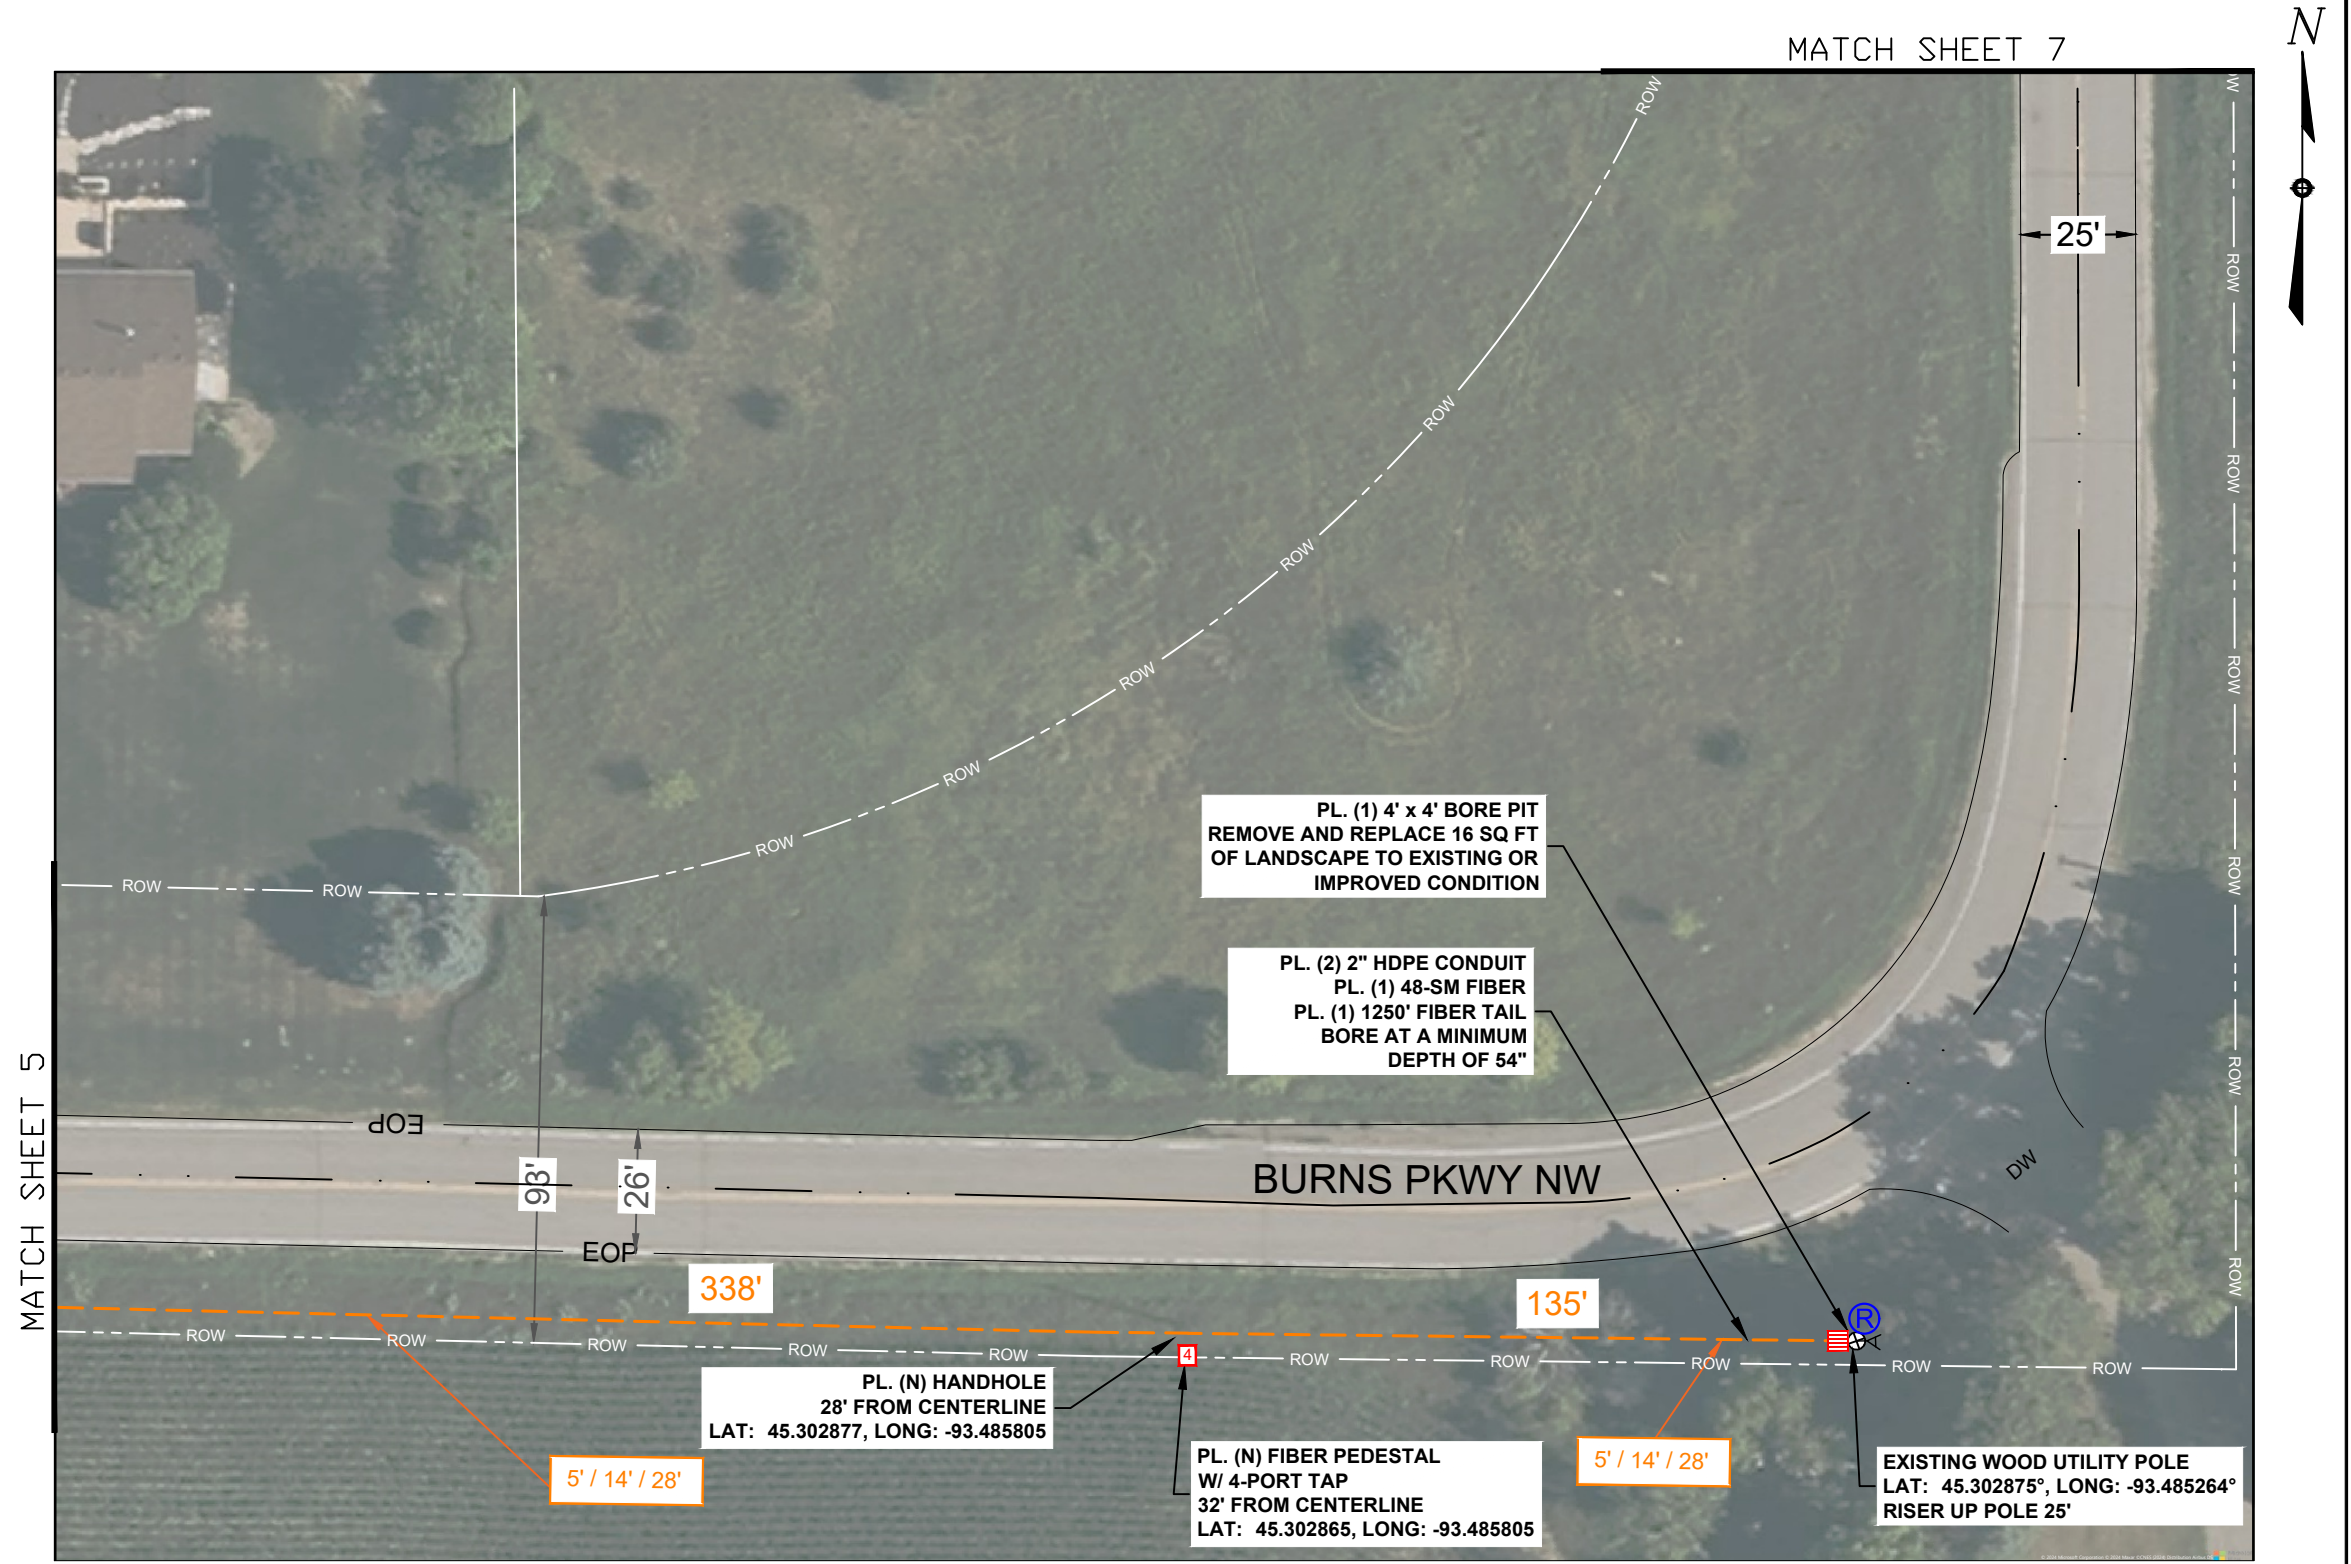 N
MATCH SHEET 7
ROW
ROW
25'
ROW
ROW
ROW
ROW
ROW
ROW
ROW
ROW
ROW
ROW
PL. (1) 4' x 4' BORE PIT
REMOVE AND REPLACE 16 SQ FT
OF LANDSCAPE TO EXISTING OR
IMPROVED CONDITION
ROW
ROW
ROW
PL. (2) 2" HDPE CONDUIT
PL. (1) 48-SM FIBER
PL. (1) 1250' FIBER TAIL
BORE AT A MINIMUM
DEPTH OF 54"
ROW
MATCH SHEET 5
EOP
93'
26'
BURNS PKWY NW
DW
EOP
338'
135'
ROW
R
A
ROW
ROW
ROW
ROW
ROW
4
ROW
ROW
ROW
ROW
ROW
PL. (N) HANDHOLE
28' FROM CENTERLINE
LAT: 45.302877, LONG: -93.485805
5' / 14' / 28'
PL. (N) FIBER PEDESTAL
W/ 4-PORT TAP
32' FROM CENTERLINE
LAT: 45.302865, LONG: -93.485805
5' / 14' / 28'
EXISTING WOOD UTILITY POLE
LAT: 45.302875°, LONG: -93.485264°
RISER UP POLE 25'